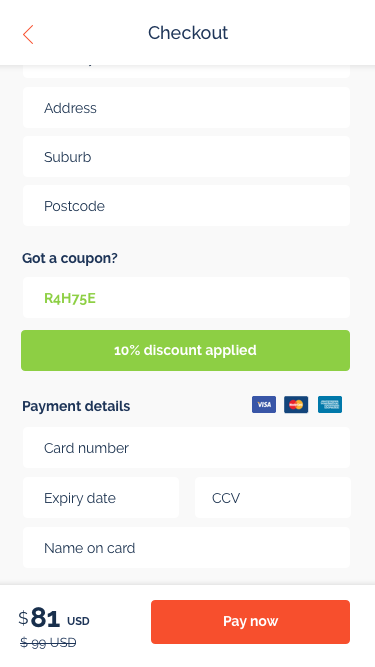 Checkout
Address
Suburb
Postcode
Got a coupon?
R4H75E
10% discount applied
Payment details
VISA
Card number
Expiry date CCV
Name on card
$81 USD
$ 99 USD
Pay now